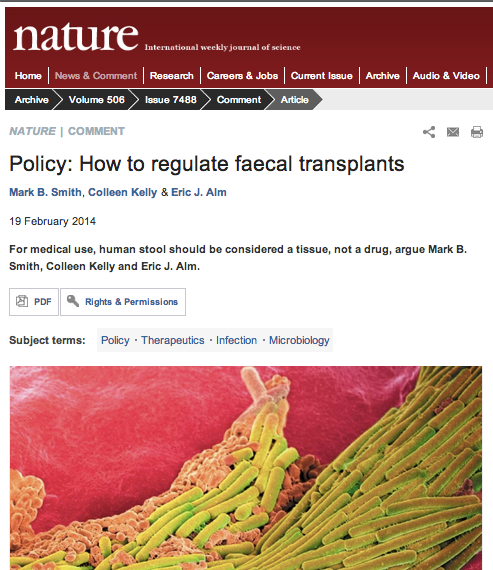 nature International weekly journal of science
Home News & Comment Research Careers & Jobs Current Issue Archive Audio & Video
Archive Volume 506 Issue 7488 Comment Article
NATURE | COMMENT
Policy: How to regulate faecal transplants
Mark B. Smith, Colleen Kelly & Eric J. Alm
19 February 2014
For medical use, human stool should be considered a tissue, not a drug, argue Mark B.
Smith, Colleen Kelly and Eric J. Alm.
PDF Rights & Permissions
Subject terms: Policy · Therapeutics · Infection · Microbiology